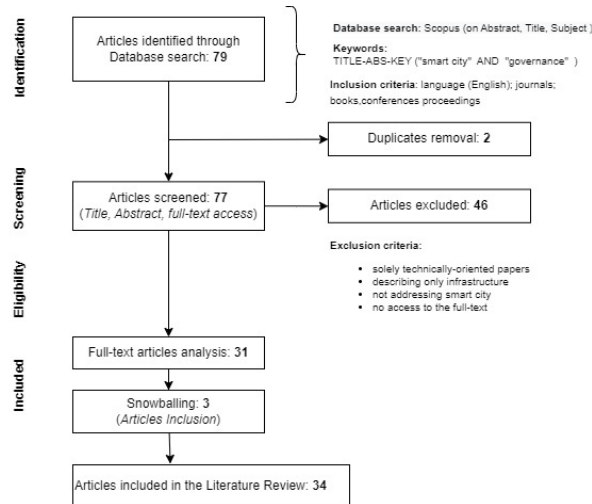 Identification
Articles identified through
Database search: 79
Database search: Scopus (on Abstract, Title, Subject )
Keywords:
TITLE-ABS-KEY ("smart city" AND "governance" )
Inclusion criteria: language (English); journals;
books,conferences proceedings
Duplicates removal: 2
Screening
Articles screened: 77
(Title, Abstract, full-text access)
Articles excluded: 46
Exclusion criteria:
• solely technically-oriented papers
• describing only infrastructure
• not addressing smart city
• no access to the full-text
Eligibility
Full-text articles analysis: 31
Included
Snowballing: 3
(Articles Inclusion)
Articles included in the Literature Review: 34